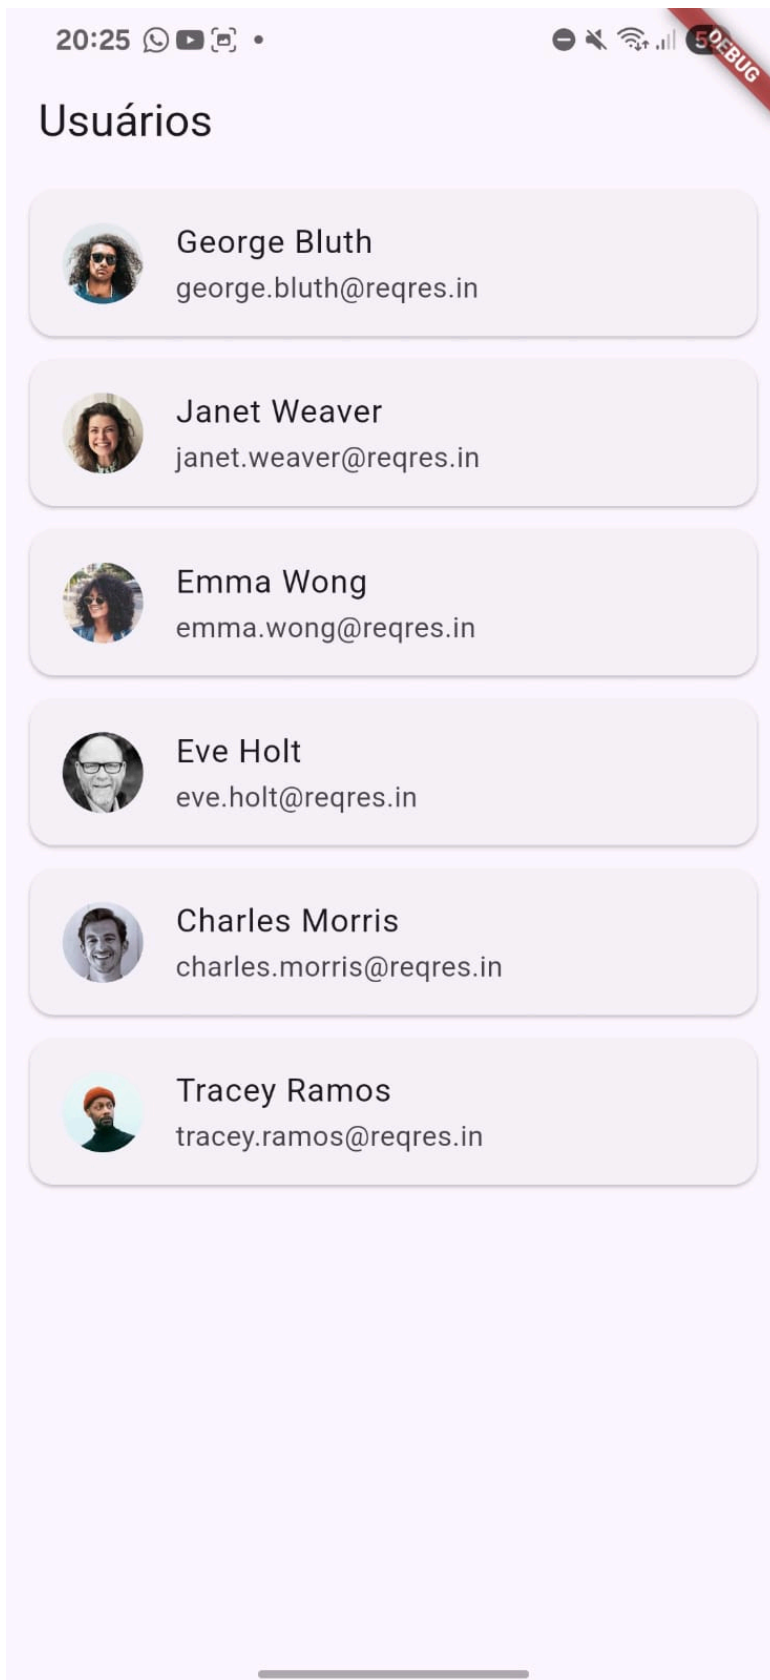 20:25
DEBUG
Usuários
George Bluth
george.bluth@reqres.in
Janet Weaver
janet.weaver@reqres.in
Emma Wong
emma.wong@reqres.in
Eve Holt
eve.holt@reqres.in
Charles Morris
charles.morris@reqres.in
Tracey Ramos
tracey.ramos@reqres.in